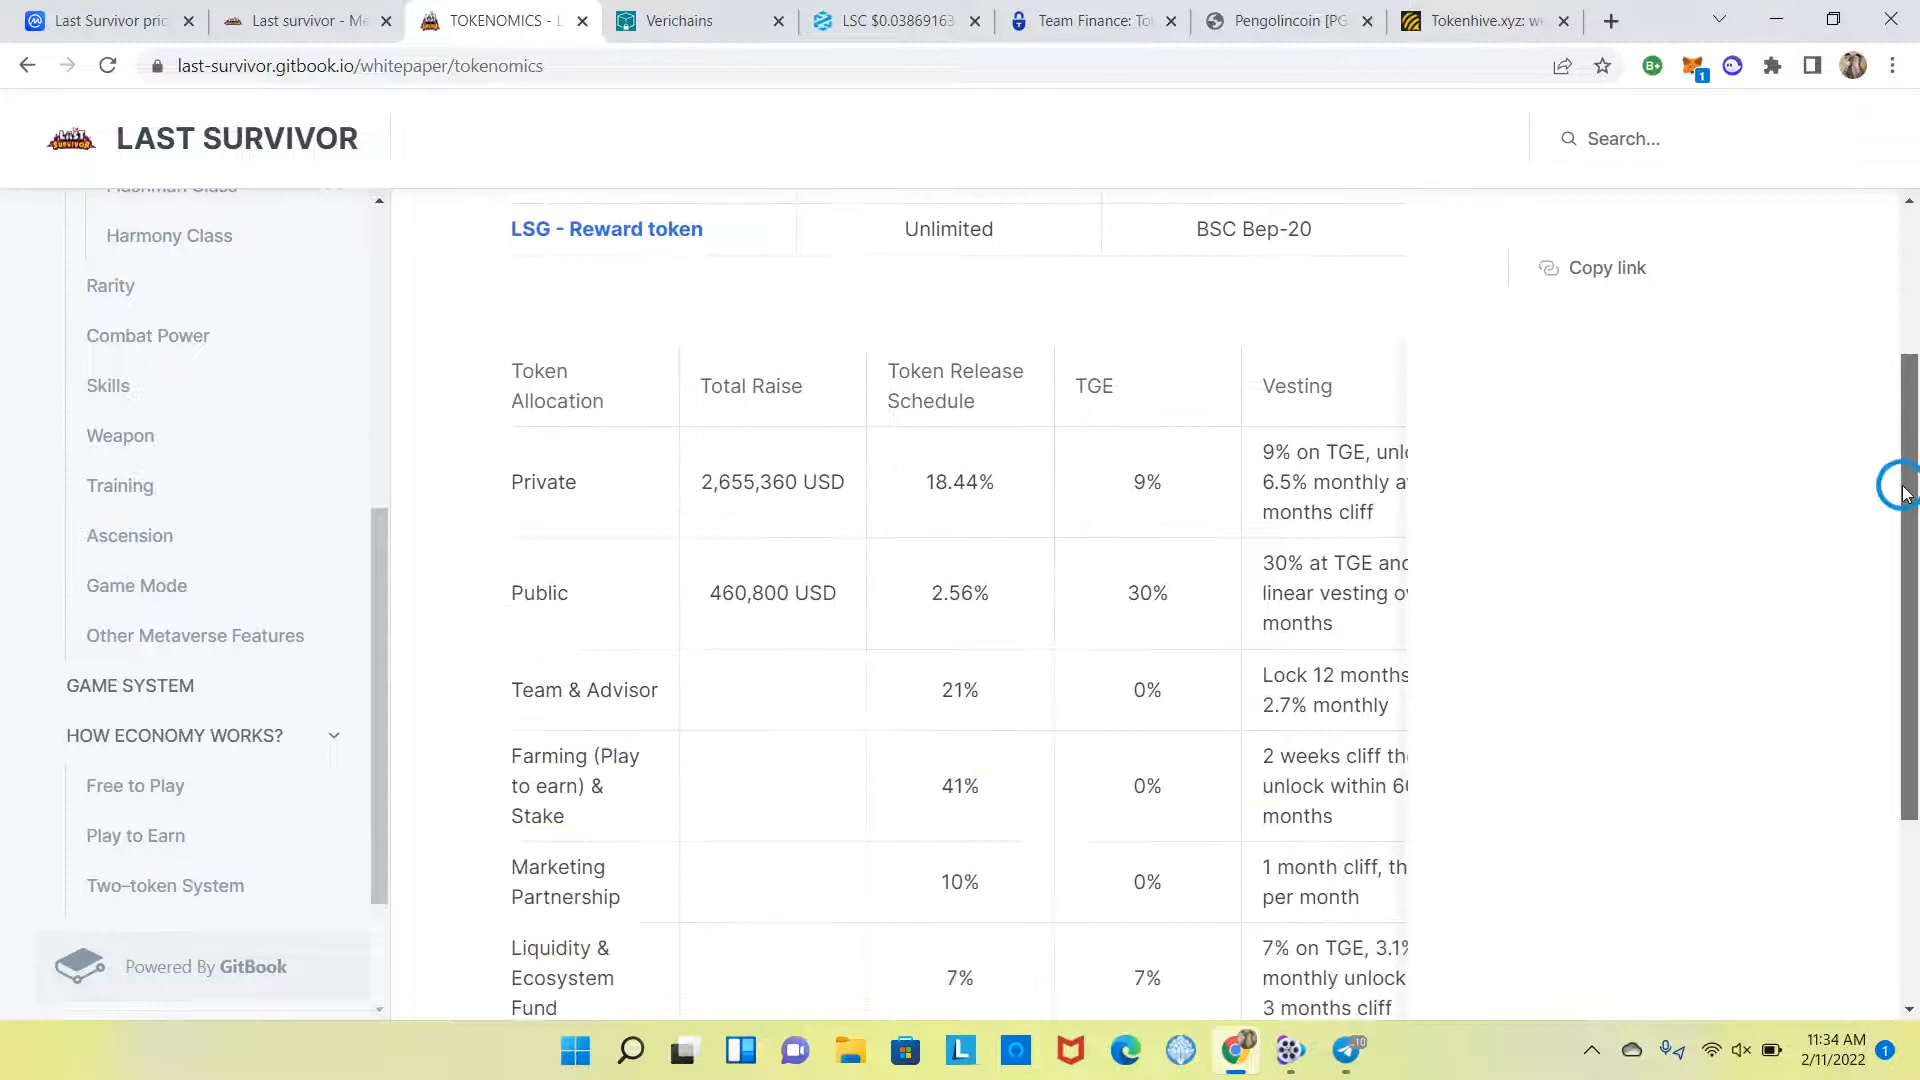 Last Survivor pric
Last survivor - Me
TOKENOMICS - L
Verichains
LSC $0.03869163
Team Finance: To
Pengolincoin [PG
Tokenhive.xyz: we
last-survivor.gitbook.io/whitepaper/tokenomics
B+
1
LAST SURVIVOR
Search...
Harmony Class
Rarity
Combat Power
Skills
Weapon
Training
Ascension
Game Mode
Other Metaverse Features
GAME SYSTEM
HOW ECONOMY WORKS?
Free to Play
Play to Earn
Two-token System
Powered By GitBook
LSG - Reward token
Unlimited
BSC Bep-20
Copy link
Token
Allocation
Total Raise
Token Release
Schedule
TGE
Vesting
Private
2,655,360 USD
18.44%
9%
9% on TGE, unlo
6.5% monthly a
months cliff
Public
460,800 USD
2.56%
30%
30% at TGE and
linear vesting o
months
Team & Advisor
21%
0%
Lock 12 months
2.7% monthly
Farming (Play
to earn) &
Stake
41%
0%
2 weeks cliff the
unlock within 60
months
Marketing
Partnership
10%
0%
1 month cliff, th
per month
Liquidity &
Ecosystem
Fund
7%
7%
7% on TGE, 3.1%
monthly unlock
3 months cliff
10
11:34 AM
2/11/2022
1